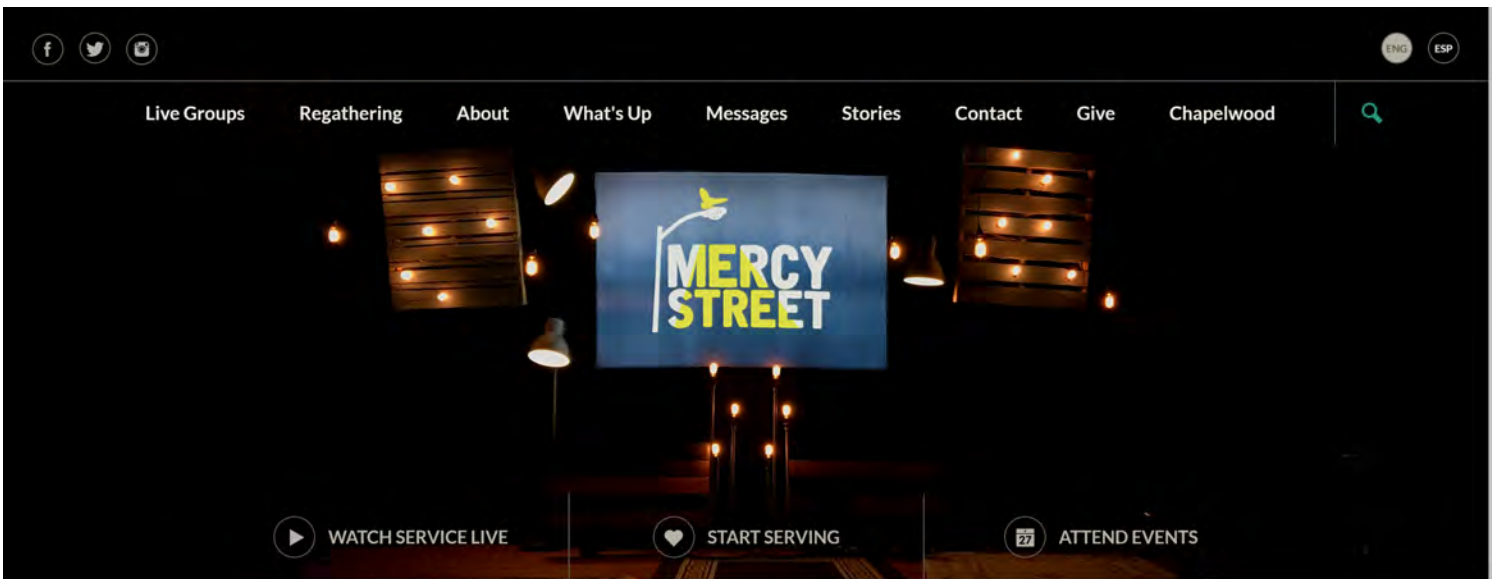 ENG ESP
Live Groups Regathering About What's Up Messages Stories Contact Give Chapelwood
MERCY
STREET
WATCH SERVICE LIVE START SERVING 27 ATTEND EVENTS